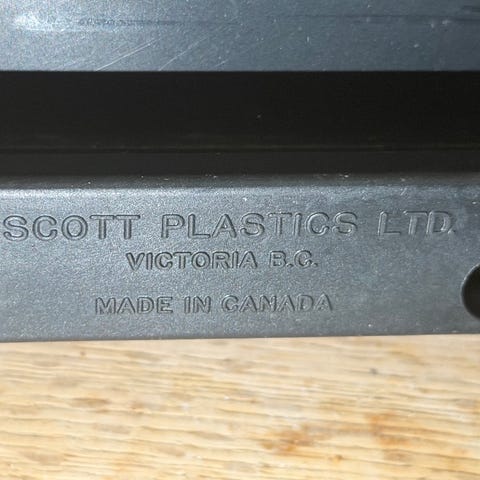 SCOTT PLASTICS LTD.
VICTORIA B.C.
MADE IN CANADA